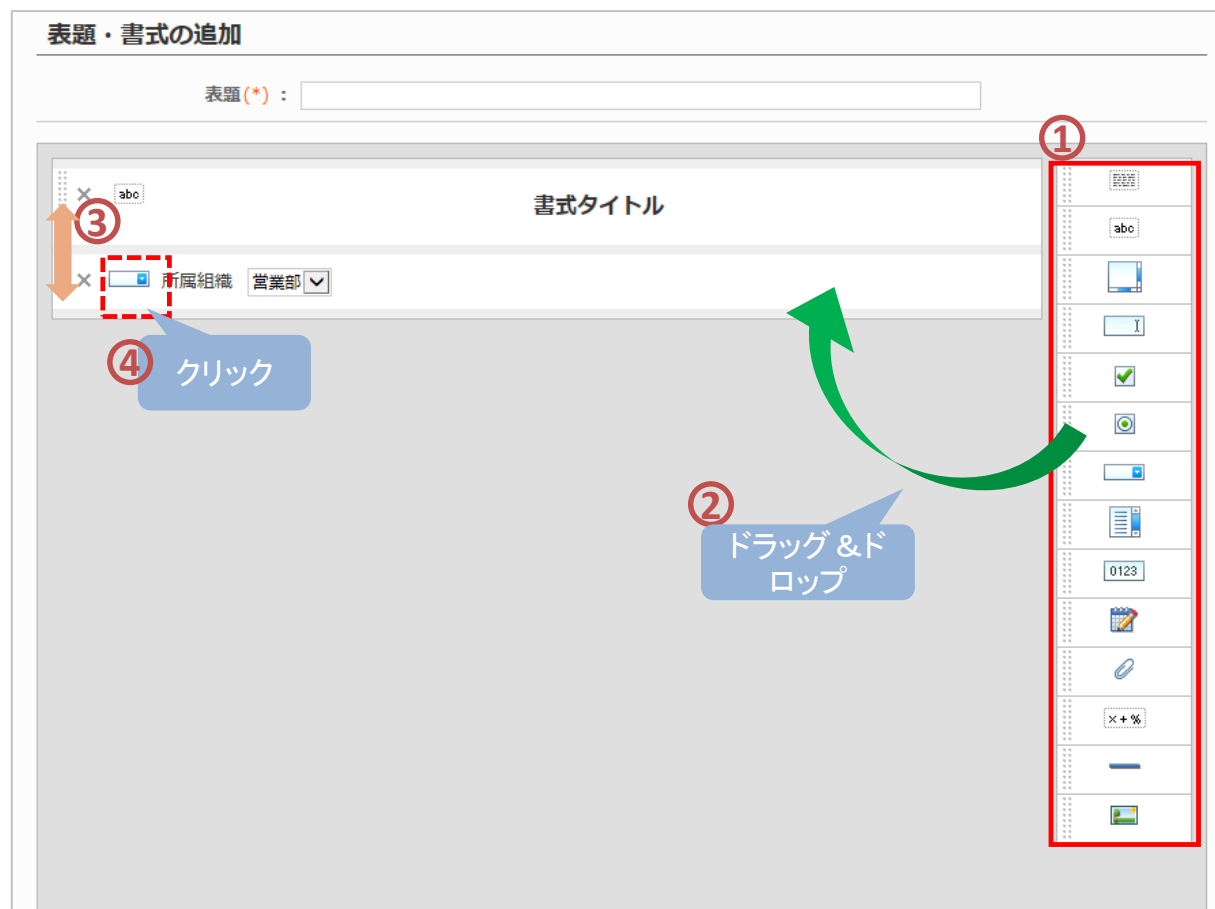 表題・書式の追加
表題(*) :
①
abc
書式タイトル
abc
③
所属組織 営業部
④
クリック
②
ドラッグ &ド
ロップ
0123
×+%